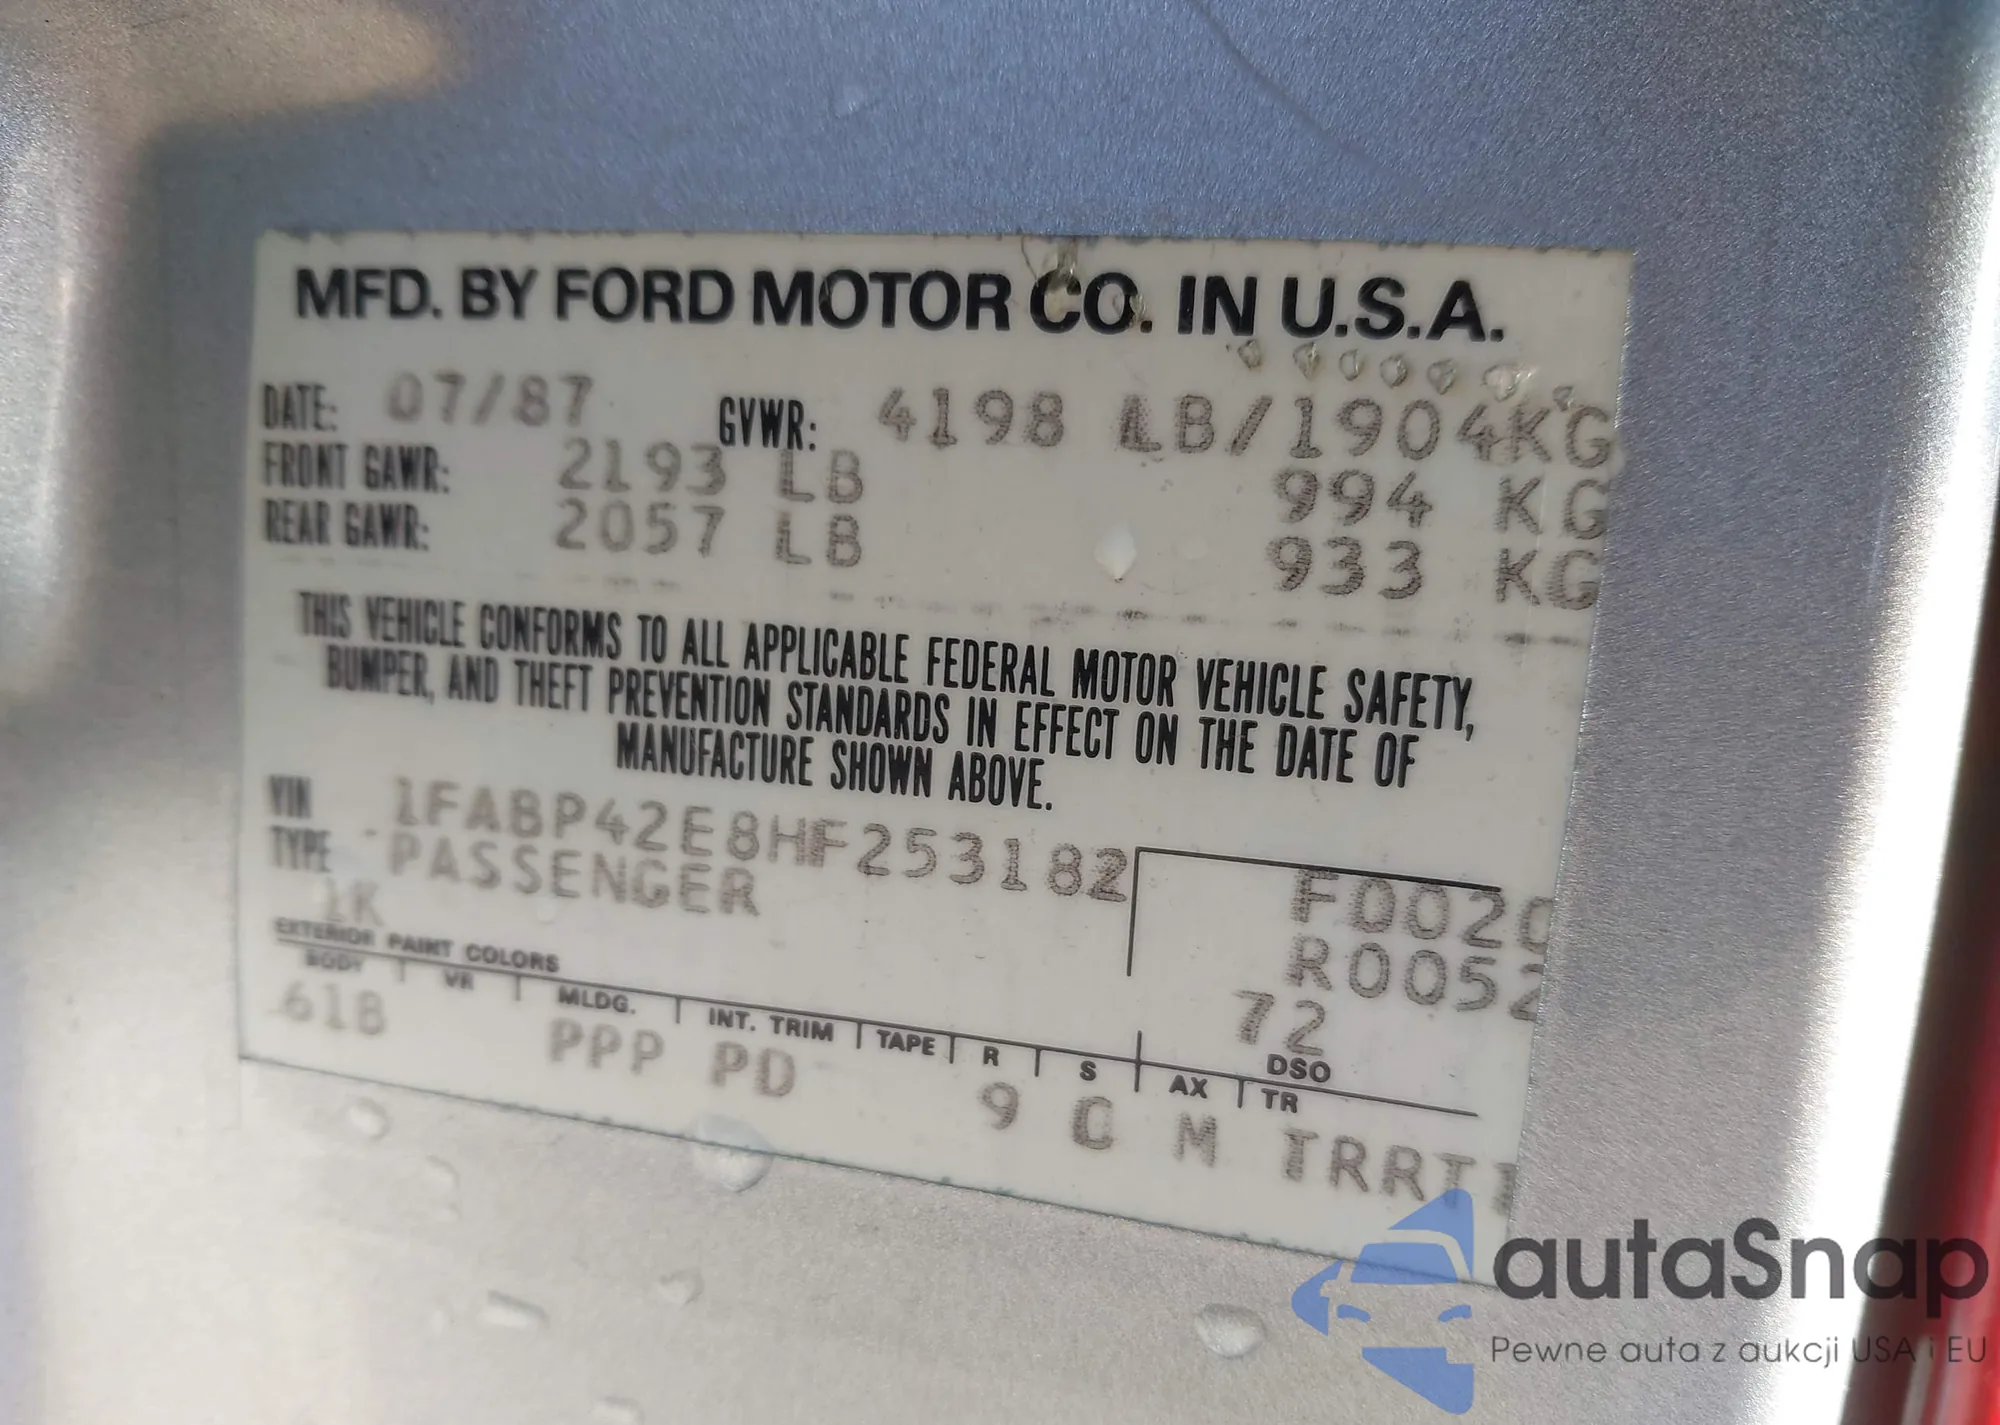 MFD. BY FORD MOTOR CO. IN U.S.A.
DATE: 07/87 GVWR: 4198 LB/1904KG
FRONT GAWR: 2193 LB 994 KG
REAR GAWR: 2057 LB 933 KG
THIS VEHICLE CONFORMS TO ALL APPLICABLE FEDERAL MOTOR VEHICLE SAFETY,
BUMPER, AND THEFT PREVENTION STANDARDS IN EFFECT ON THE DATE OF
MANUFACTURE SHOWN ABOVE.
VIN 1FABP42E8HF253182
TYPE PASSENGER
F0020
R0052
1K
72
EXTERIOR PAINT COLORS DSO
BODY VR MLDG. INT. TRIM TAPE R S AX TR
61B PPP PD 9 C M TRRT
autaSnap
Pewne auta z aukcji USA i EU